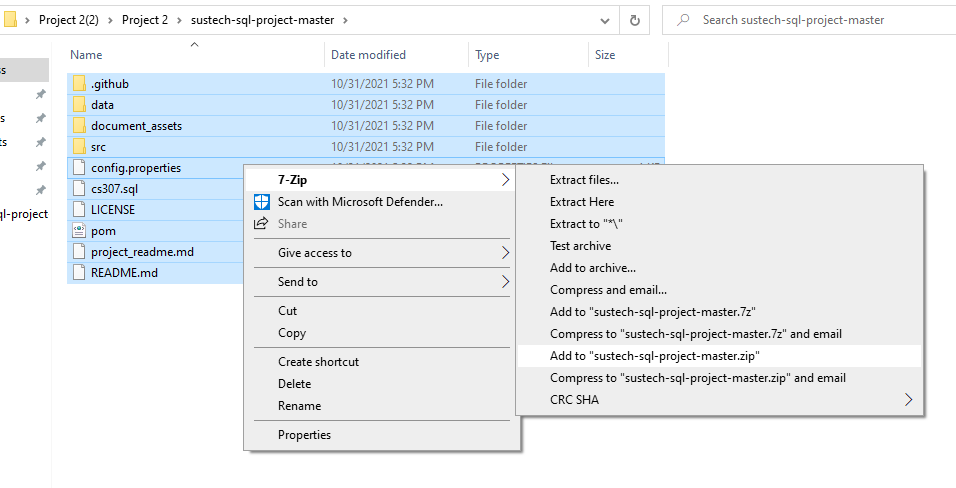 Project 2(2) Project 2 sustech-sql-project-master Search sustech-sql-project-master
Name Date modified Type Size
.github 10/31/2021 5:32 PM File folder
data 10/31/2021 5:32 PM File folder
document_assets 10/31/2021 5:32 PM File folder
src 10/31/2021 5:32 PM File folder
config.properties
cs307.sql
LICENSE
pom
project_readme.md
README.md
ss
s
ts
ql-project
7-Zip
Scan with Microsoft Defender...
Share
Give access to
Send to
Cut
Copy
Create shortcut
Delete
Rename
Properties
Extract files...
Extract Here
Extract to "*\"
Test archive
Add to archive...
Compress and email...
Add to "sustech-sql-project-master.7z"
Compress to "sustech-sql-project-master.7z" and email
Add to "sustech-sql-project-master.zip"
Compress to "sustech-sql-project-master.zip" and email
CRC SHA